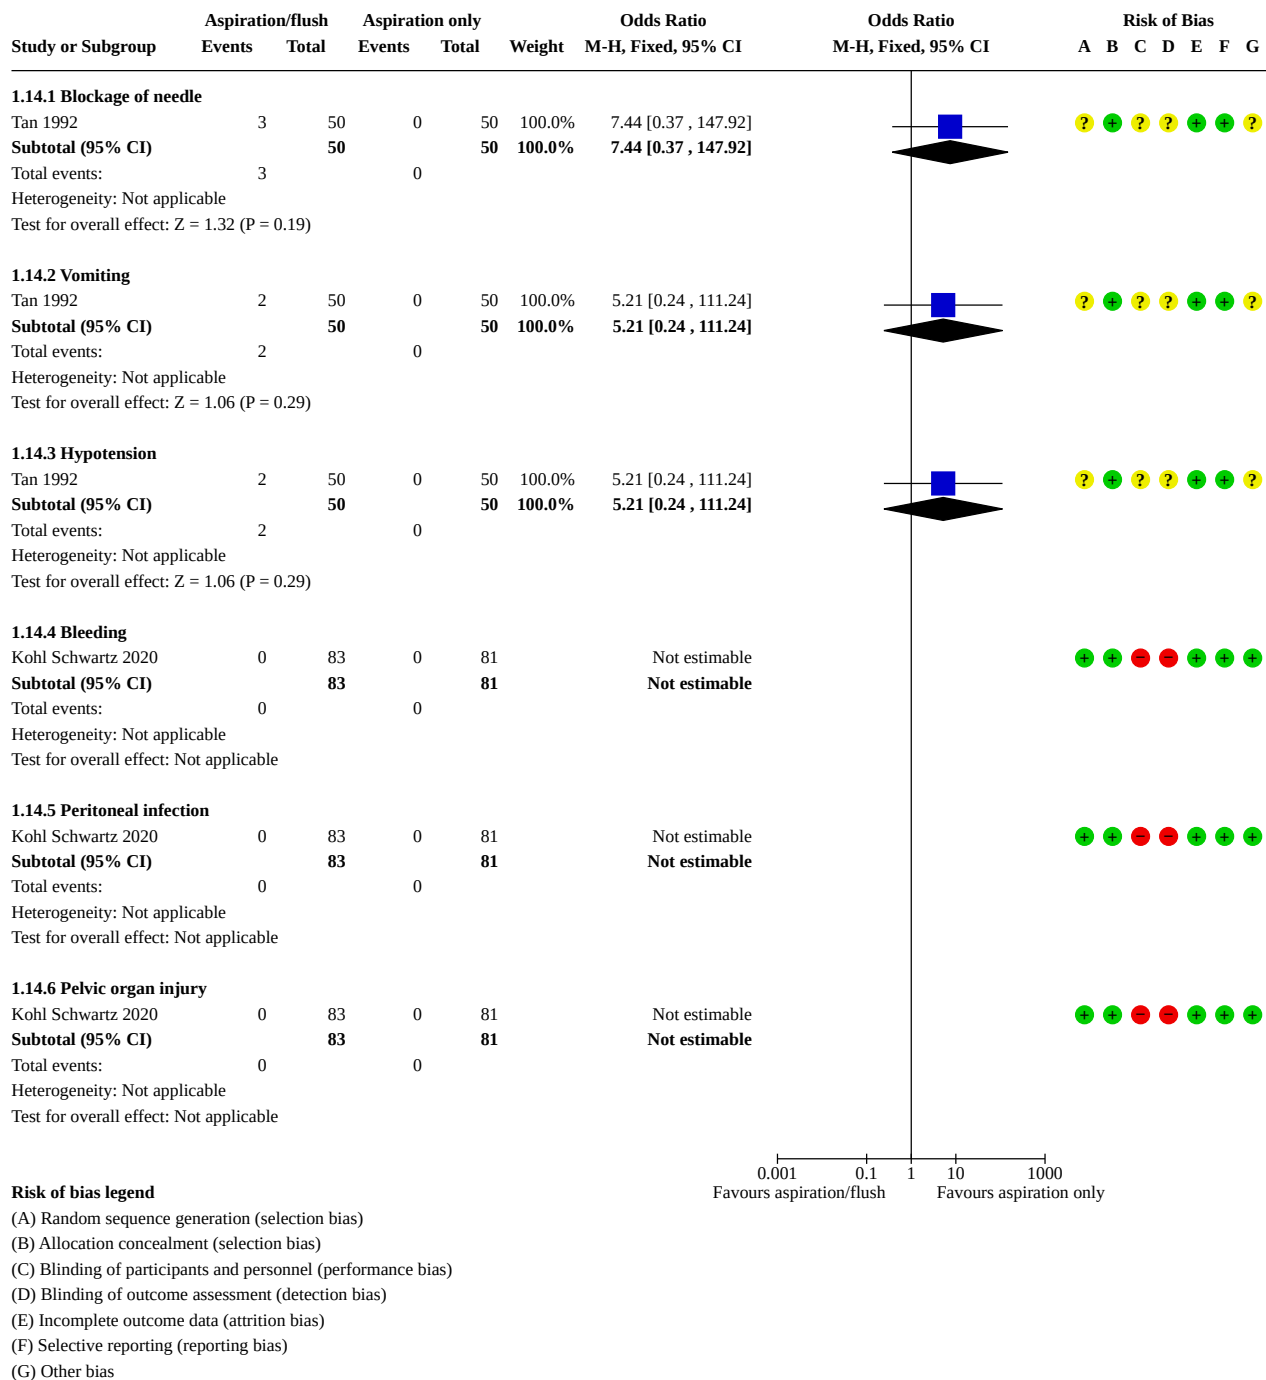 Aspiration/flush Aspiration only Odds Ratio Odds Ratio Risk of Bias
Study or Subgroup Events Total Events Total Weight M-H, Fixed, 95% CI M-H, Fixed, 95% CI A B C D E F G
1.14.1 Blockage of needle
Tan 1992 3 50 0 50 100.0% 7.44 [0.37 , 147.92] ? + ? ? + + ?
Subtotal (95% CI) 50 50 100.0% 7.44 [0.37 , 147.92]
Total events: 3 0
Heterogeneity: Not applicable
Test for overall effect: Z = 1.32 (P = 0.19)
1.14.2 Vomiting
Tan 1992 2 50 0 50 100.0% 5.21 [0.24 , 111.24] ? + ? ? + + ?
Subtotal (95% CI) 50 50 100.0% 5.21 [0.24 , 111.24]
Total events: 2 0
Heterogeneity: Not applicable
Test for overall effect: Z = 1.06 (P = 0.29)
1.14.3 Hypotension
Tan 1992 2 50 0 50 100.0% 5.21 [0.24 , 111.24] ? + ? ? + + ?
Subtotal (95% CI) 50 50 100.0% 5.21 [0.24 , 111.24]
Total events: 2 0
Heterogeneity: Not applicable
Test for overall effect: Z = 1.06 (P = 0.29)
1.14.4 Bleeding
Kohl Schwartz 2020 0 83 0 81 Not estimable + + − − + + +
Subtotal (95% CI) 83 81 Not estimable
Total events: 0 0
Heterogeneity: Not applicable
Test for overall effect: Not applicable
1.14.5 Peritoneal infection
Kohl Schwartz 2020 0 83 0 81 Not estimable + + − − + + +
Subtotal (95% CI) 83 81 Not estimable
Total events: 0 0
Heterogeneity: Not applicable
Test for overall effect: Not applicable
1.14.6 Pelvic organ injury
Kohl Schwartz 2020 0 83 0 81 Not estimable + + − − + + +
Subtotal (95% CI) 83 81 Not estimable
Total events: 0 0
Heterogeneity: Not applicable
Test for overall effect: Not applicable
0.001 0.1 1 10 1000
Favours aspiration/flush Favours aspiration only
Risk of bias legend
(A) Random sequence generation (selection bias)
(B) Allocation concealment (selection bias)
(C) Blinding of participants and personnel (performance bias)
(D) Blinding of outcome assessment (detection bias)
(E) Incomplete outcome data (attrition bias)
(F) Selective reporting (reporting bias)
(G) Other bias